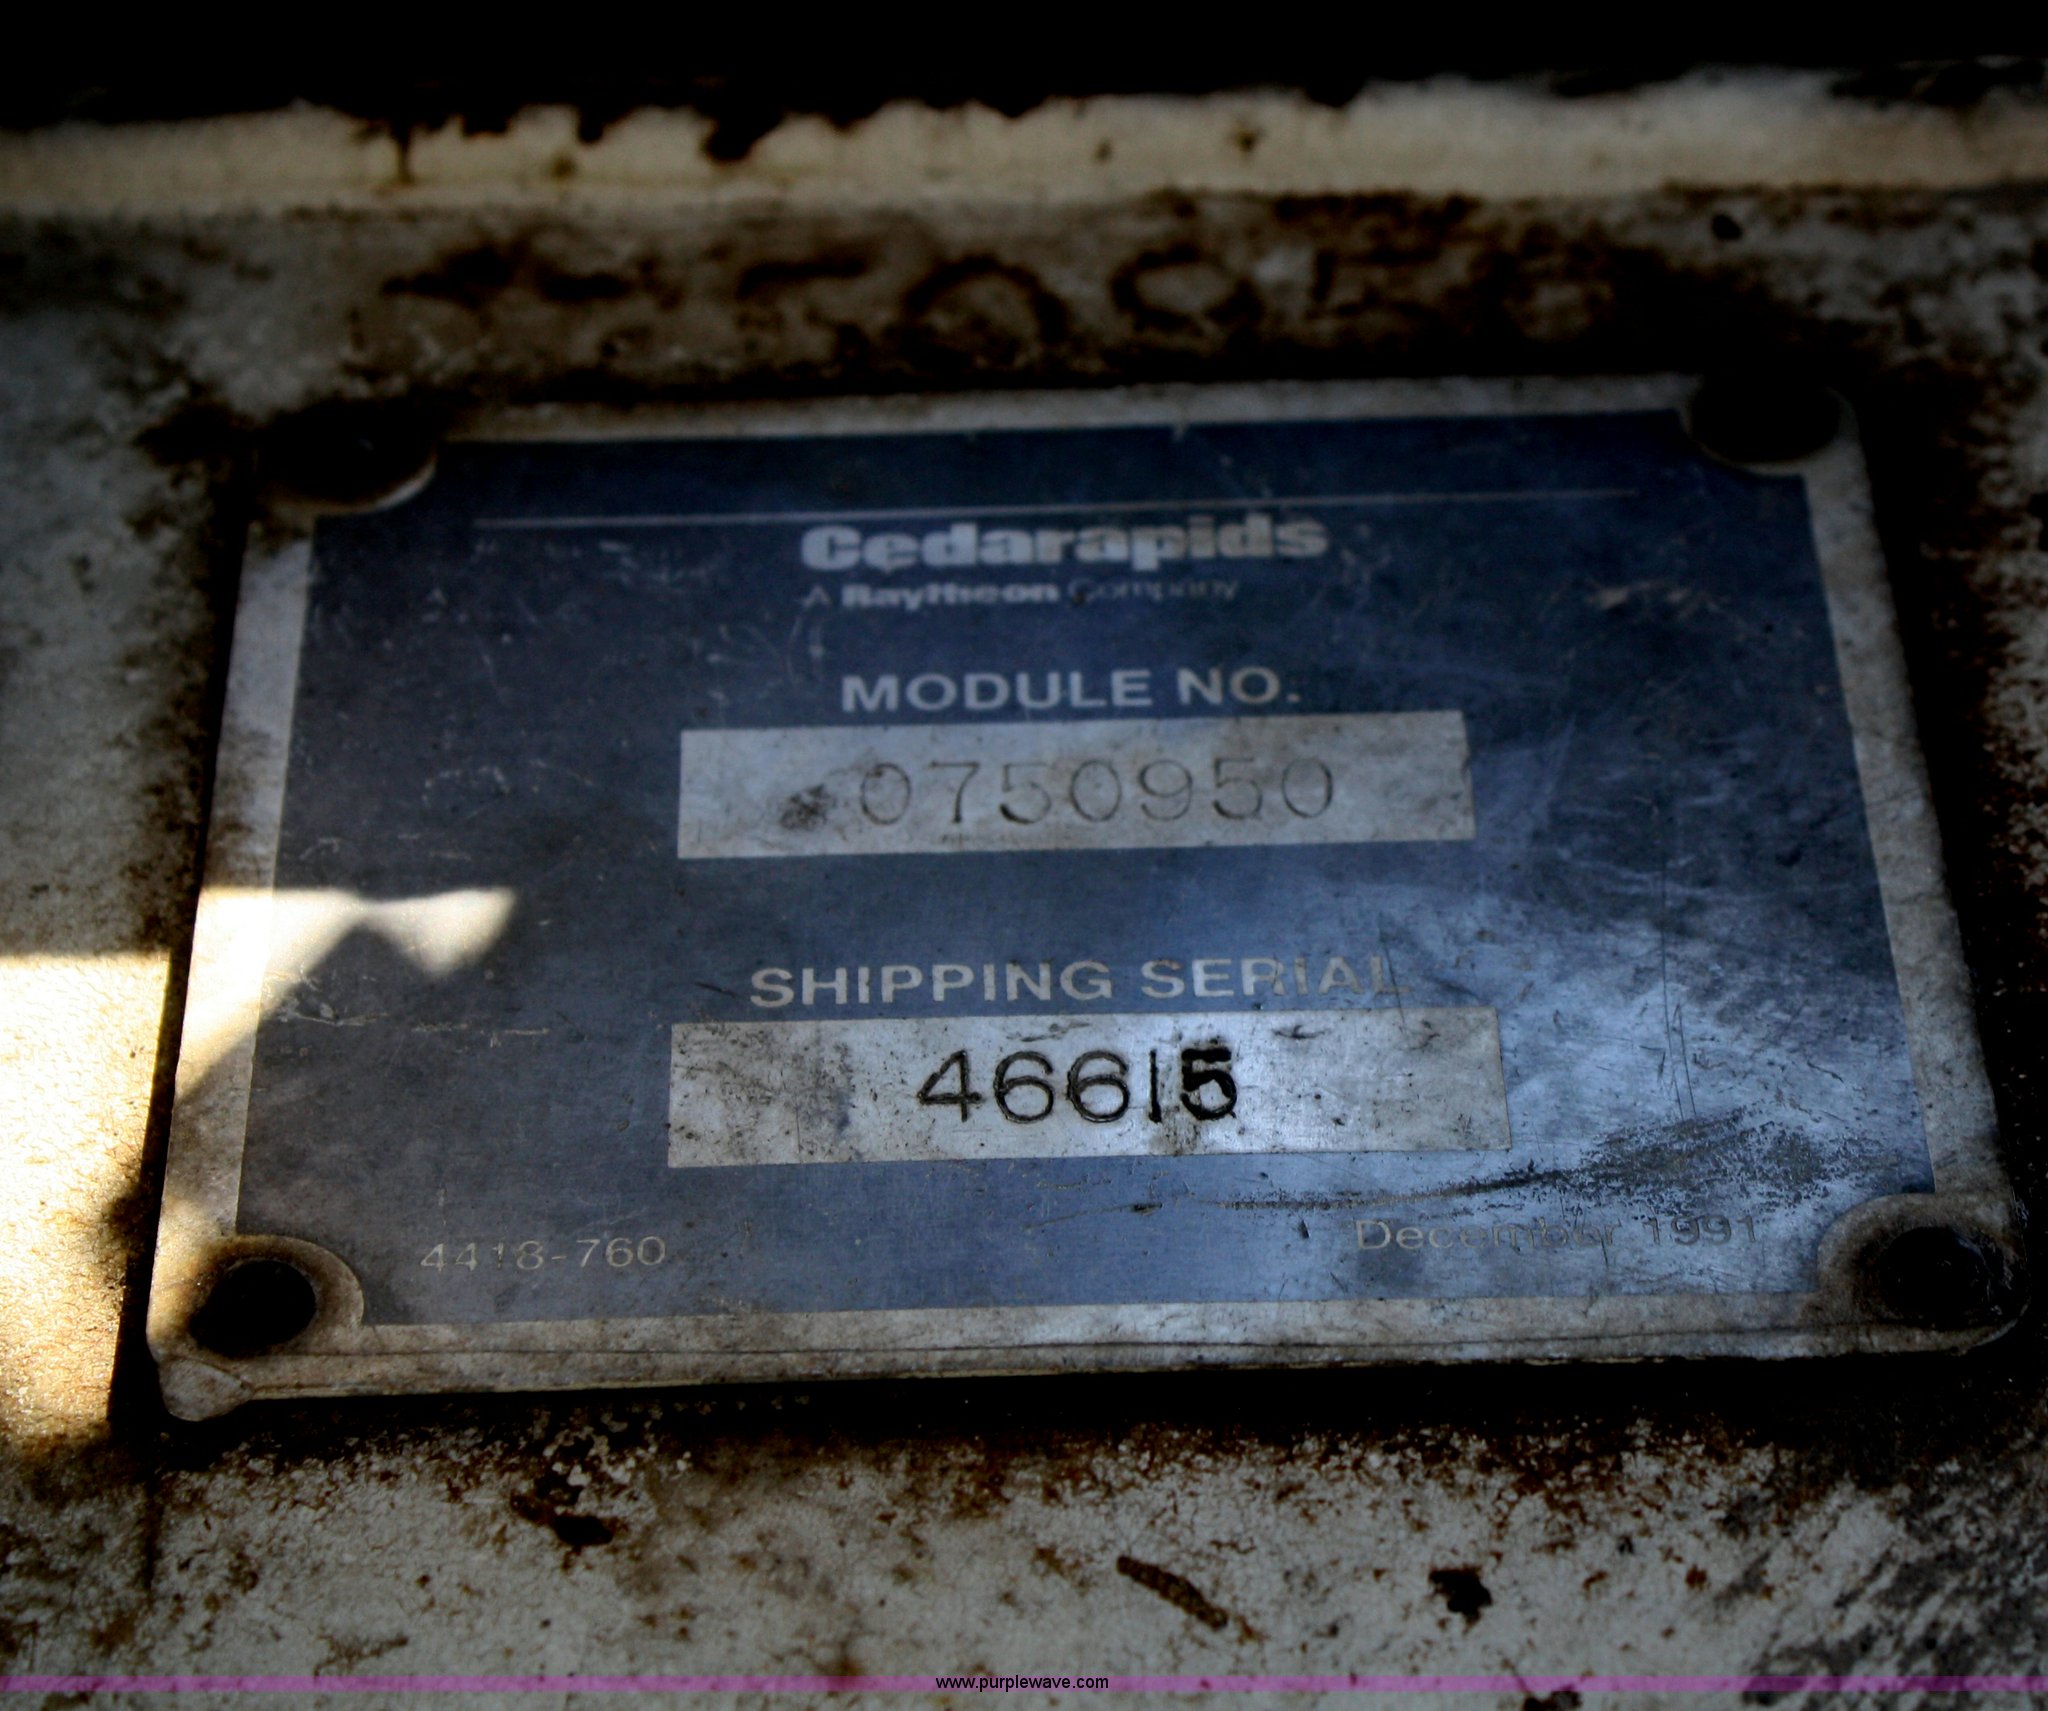 Cedarapids
A Raytheon Company
MODULE NO.
0750950
SHIPPING SERIAL
46615
4418-760
December 1991
www.purplewave.com